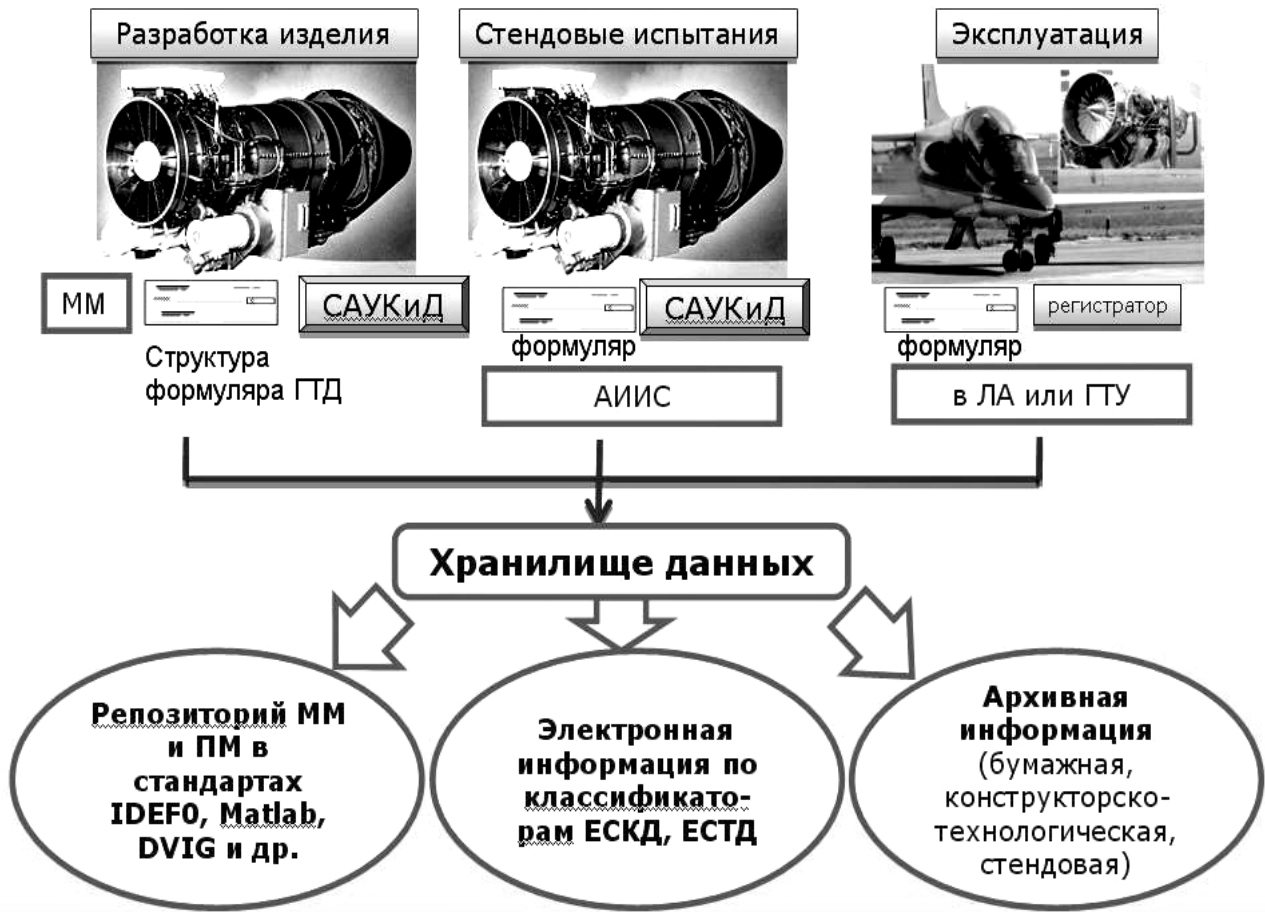 Разработка изделия
Стендовые испытания
Эксплуатация
ММ
САУКиД
САУКиД
регистратор
Структура
формуляра ГТД
формуляр
формуляр
АИИС
в ЛА или ГТУ
Хранилище данных
Репозиторий ММ
и ПМ в
стандартах
IDEF0, Matlab,
DVIG и др.
Электронная
информация по
классификато-
рам ЕСКД, ЕСТД
Архивная
информация
(бумажная,
конструкторско-
технологическая,
стендовая)